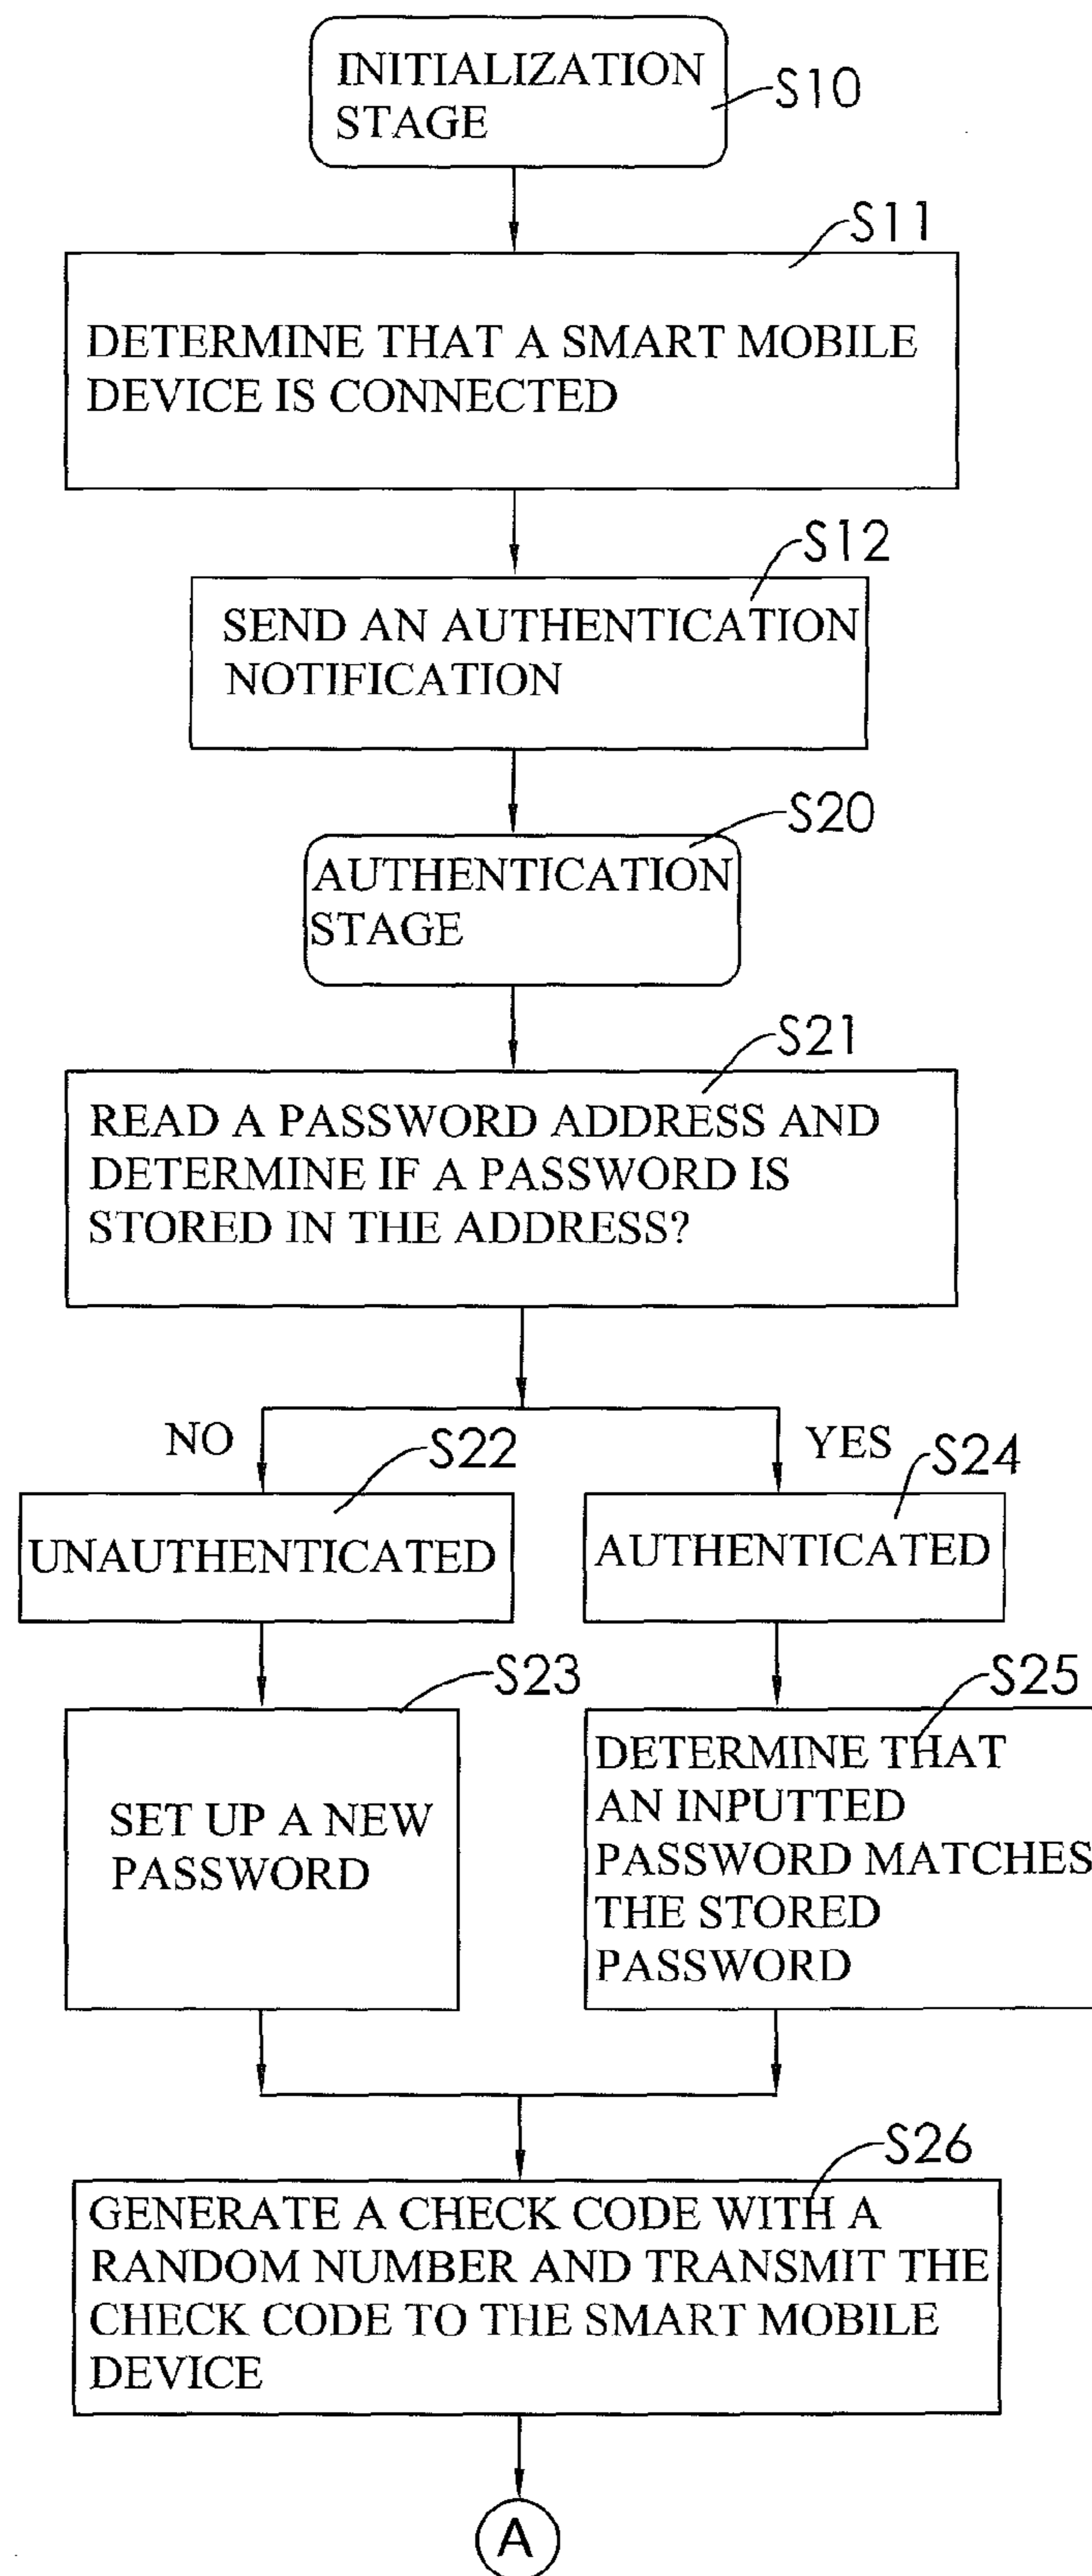 INITIALIZATION
STAGE
S10
S11
DETERMINE THAT A SMART MOBILE
DEVICE IS CONNECTED
S12
SEND AN AUTHENTICATION
NOTIFICATION
S20
AUTHENTICATION
STAGE
S21
READ A PASSWORD ADDRESS AND
DETERMINE IF A PASSWORD IS
STORED IN THE ADDRESS?
NO
S22
YES
S24
UNAUTHENTICATED
AUTHENTICATED
S23
SET UP A NEW
PASSWORD
S25
DETERMINE THAT
AN INPUTTED
PASSWORD MATCHES
THE STORED
PASSWORD
S26
GENERATE A CHECK CODE WITH A
RANDOM NUMBER AND TRANSMIT THE
CHECK CODE TO THE SMART MOBILE
DEVICE
A